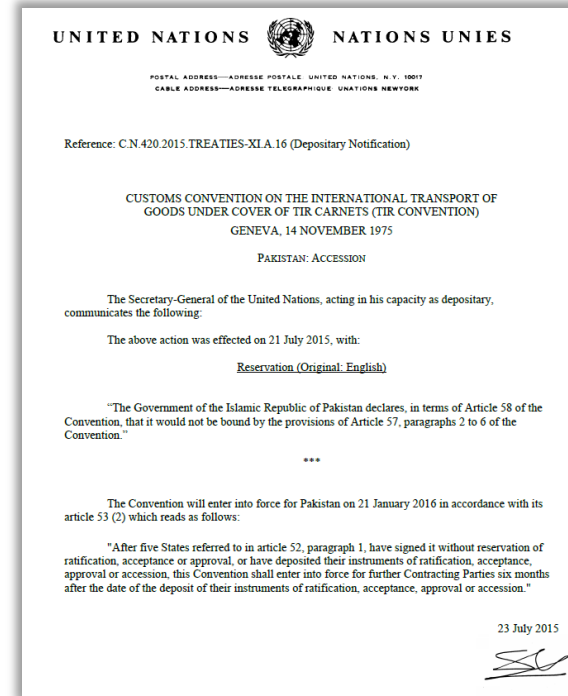 UNITED NATIONS NATIONS UNIES
POSTAL ADDRESS—ADRESSE POSTALE: UNITED NATIONS, N.Y. 10017
CABLE ADDRESS—ADRESSE TELEGRAPHIQUE: UNATIONS NEWYORK
Reference: C.N.420.2015.TREATIES-XI.A.16 (Depositary Notification)
CUSTOMS CONVENTION ON THE INTERNATIONAL TRANSPORT OF
GOODS UNDER COVER OF TIR CARNETS (TIR CONVENTION)
GENEVA, 14 NOVEMBER 1975
PAKISTAN: ACCESSION
The Secretary-General of the United Nations, acting in his capacity as depositary,
communicates the following:
The above action was effected on 21 July 2015, with:
Reservation (Original: English)
“The Government of the Islamic Republic of Pakistan declares, in terms of Article 58 of the
Convention, that it would not be bound by the provisions of Article 57, paragraphs 2 to 6 of the
Convention.”
***
The Convention will enter into force for Pakistan on 21 January 2016 in accordance with its
article 53 (2) which reads as follows:
"After five States referred to in article 52, paragraph 1, have signed it without reservation of
ratification, acceptance or approval, or have deposited their instruments of ratification, acceptance,
approval or accession, this Convention shall enter into force for further Contracting Parties six months
after the date of the deposit of their instruments of ratification, acceptance, approval or accession."
23 July 2015